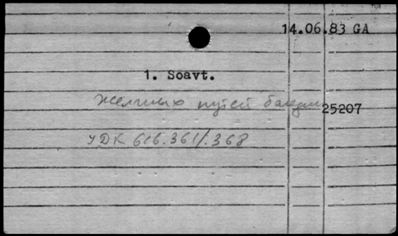 14.06.83 GA
1. Soavt.
желчных путей
25207
УДК 616.361/.368